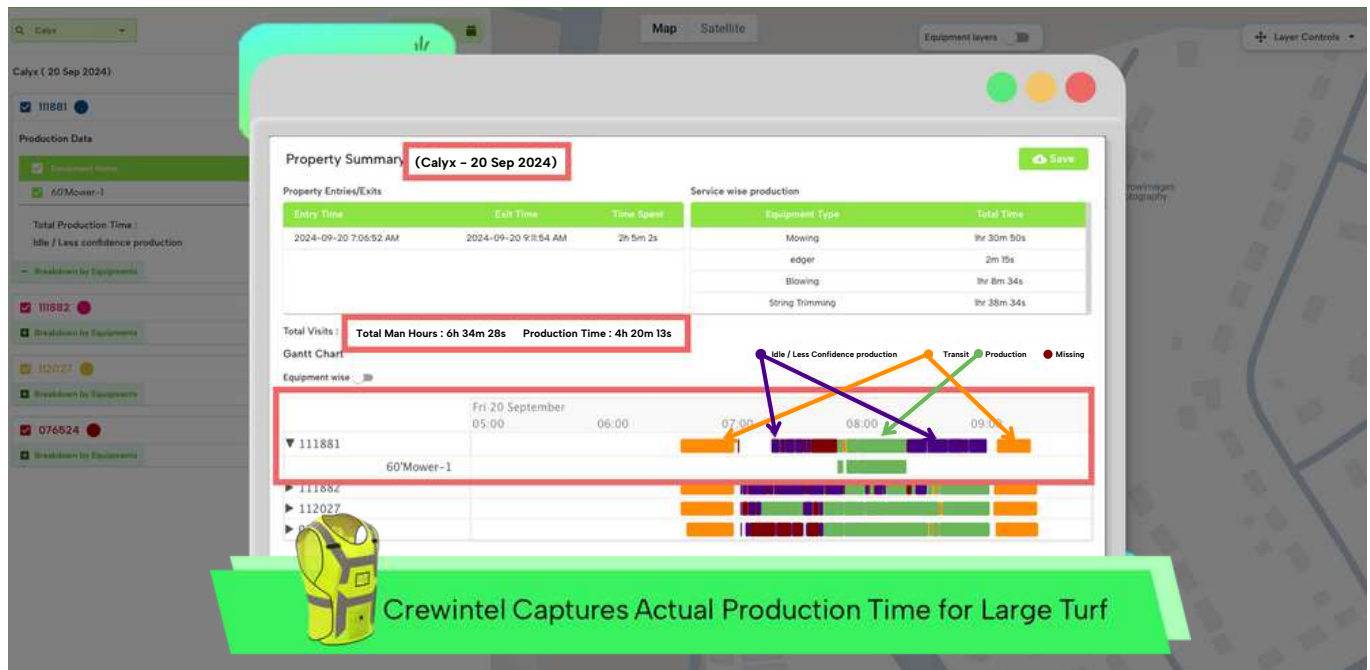 Calyx
Map Satellite
Equipment layers
Layer Controls
Calyx ( 20 Sep 2024)
111881
Production Data
Equipment Name
60'Mower-1
Total Production Time :
Idle / Less confidence production
Breakdown by Equipments
111882
Breakdown by Equipments
112027
Breakdown by Equipments
076524
Breakdown by Equipments
Property Summary (Calyx - 20 Sep 2024)
Save
Property Entries/Exits
Entry Time Exit Time Time Spent
2024-09-20 7:06:52 AM 2024-09-20 9:11:54 AM 2h 5m 2s
Service wise production
Equipment Type Total Time
Mowing 1hr 30m 50s
edger 2m 15s
Blowing 1hr 8m 34s
String Trimming 1hr 38m 34s
Total Visits : Total Man Hours : 6h 34m 28s Production Time : 4h 20m 13s
Gantt Chart
Idle / Less Confidence production Transit Production Missing
Equipment wise
Fri 20 September
05:00 06:00 07:00 08:00 09:00
111881
60'Mower-1
111882
112027
Crewintel Captures Actual Production Time for Large Turf